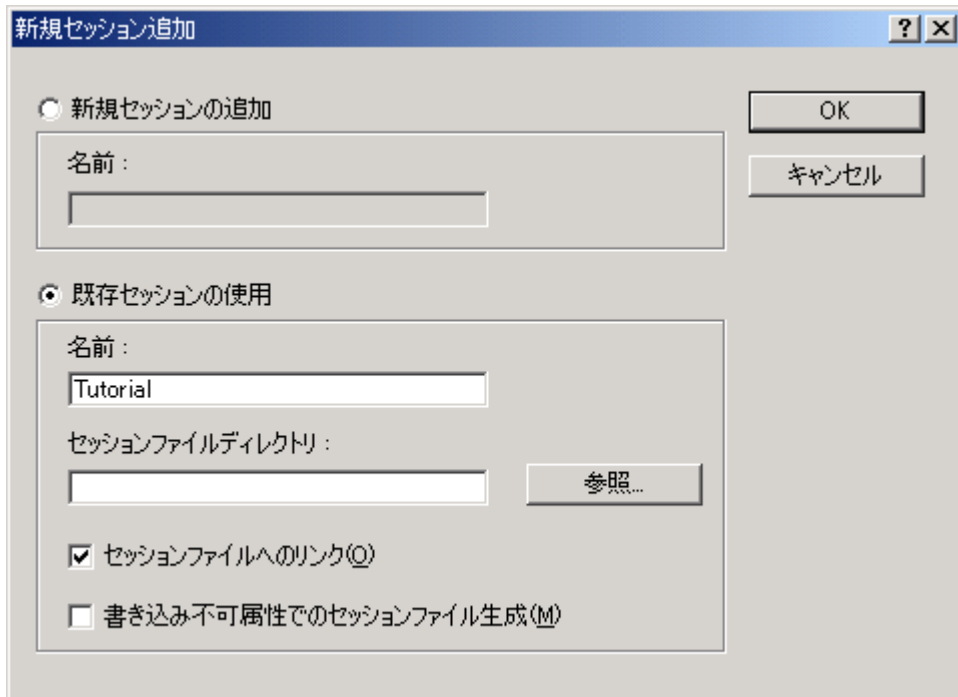 新規セッション追加
新規セッションの追加
OK
名前:
キャンセル
既存セッションの使用
名前:
Tutorial
セッションファイルディレクトリ:
参照...
セッションファイルへのリンク(O)
書き込み不可属性でのセッションファイル生成(M)